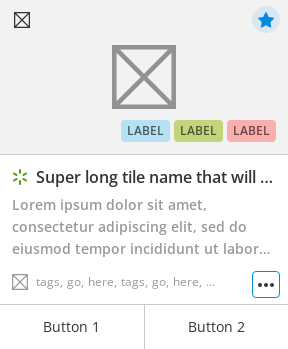 LABEL LABEL LABEL
Super long tile name that will ...
Lorem ipsum dolor sit amet,
consectetur adipiscing elit, sed do
eiusmod tempor incididunt ut labor...
tags, go, here, tags, go, here, ...
Button 1 Button 2